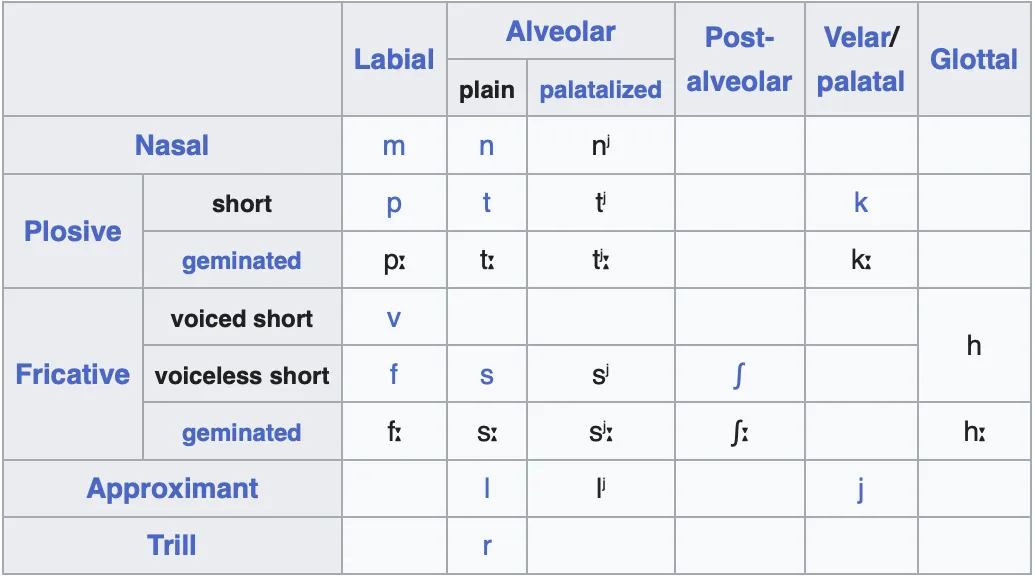 Labial Alveolar Post-alveolar Velar/palatal Glottal
plain palatalized
Nasal m n nʲ
Plosive short p t tʲ k
geminated pː tː tʲː kː
Fricative voiced short v h
voiceless short f s sʲ ʃ
geminated fː sː sʲː ʃː hː
Approximant l lʲ j
Trill r